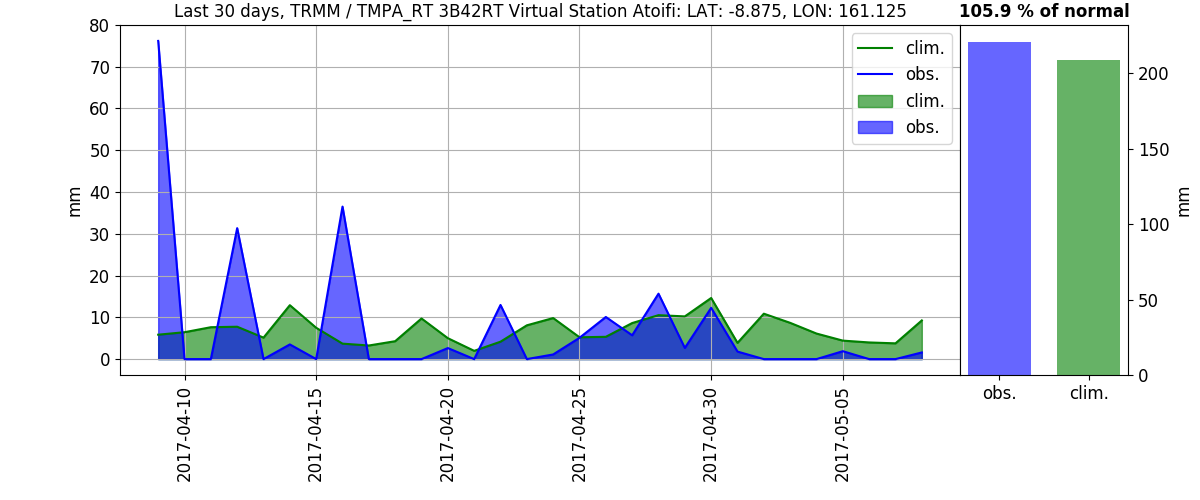 Last 30 days, TRMM / TMPA_RT 3B42RT Virtual Station Atoifi: LAT: -8.875, LON: 161.125
105.9 % of normal
80
70
60
50
40
30
20
10
0
mm
clim.
obs.
clim.
obs.
2017-04-10
2017-04-15
2017-04-20
2017-04-25
2017-04-30
2017-05-05
200
150
100
50
0
mm
obs.
clim.